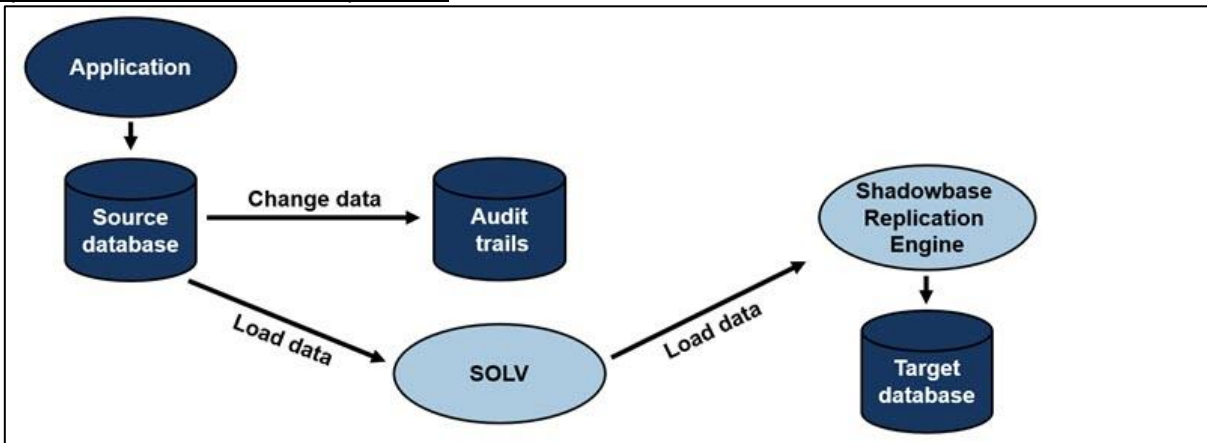 Application
Source
database
Change data
Audit
trails
Load data
SOLV
Load data
Shadowbase
Replication
Engine
Target
database